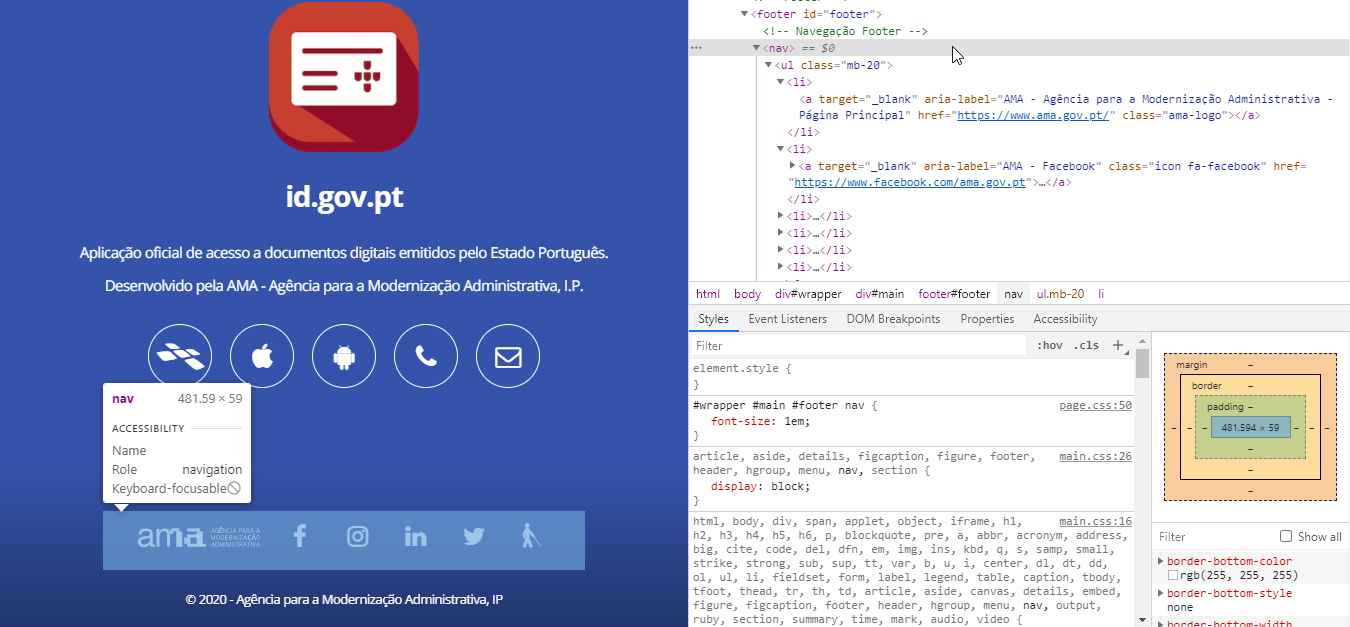 id.gov.pt
Aplicação oficial de acesso a documentos digitais emitidos pelo Estado Português.
Desenvolvido pela AMA - Agência para a Modernização Administrativa, I.P.
nav 481.59 × 59
ACCESSIBILITY
Name
Role navigation
Keyboard-focusable
ama AGÊNCIA PARA A
MODERNIZAÇÃO
ADMINISTRATIVA
© 2020 - Agência para a Modernização Administrativa, IP
<footer id="footer">
<!-- Navegação Footer -->
<nav> == $0
<ul class="mb-20">
<li>
<a target="_blank" aria-label="AMA - Agência para a Modernização Administrativa -
Página Principal" href="https://www.ama.gov.pt/" class="ama-logo"></a>
</li>
<li>
<a target="_blank" aria-label="AMA - Facebook" class="icon fa-facebook" href=
"https://www.facebook.com/ama.gov.pt">…</a>
</li>
<li>…</li>
<li>…</li>
<li>…</li>
<li>…</li>
html body div#wrapper div#main footer#footer nav ul.mb-20 li
Styles Event Listeners DOM Breakpoints Properties Accessibility
Filter :hov .cls +
element.style {
}
#wrapper #main #footer nav { page.css:50
font-size: 1em;
}
article, aside, details, figcaption, figure, footer, main.css:26
header, hgroup, menu, nav, section {
display: block;
}
html, body, div, span, applet, object, iframe, h1, main.css:16
h2, h3, h4, h5, h6, p, blockquote, pre, a, abbr, acronym, address,
big, cite, code, del, dfn, em, img, ins, kbd, q, s, samp, small,
strike, strong, sub, sup, tt, var, b, u, i, center, dl, dt, dd,
ol, ul, li, fieldset, form, label, legend, table, caption, tbody,
tfoot, thead, tr, th, td, article, aside, canvas, details, embed,
figure, figcaption, footer, header, hgroup, menu, nav, output,
ruby, section, summary, time, mark, audio, video {
margin -
border -
padding -
- - - 481.594 × 59 - - -
-
-
-
Filter Show all
border-bottom-color
rgb(255, 255, 255)
border-bottom-style
none
border-bottom-width